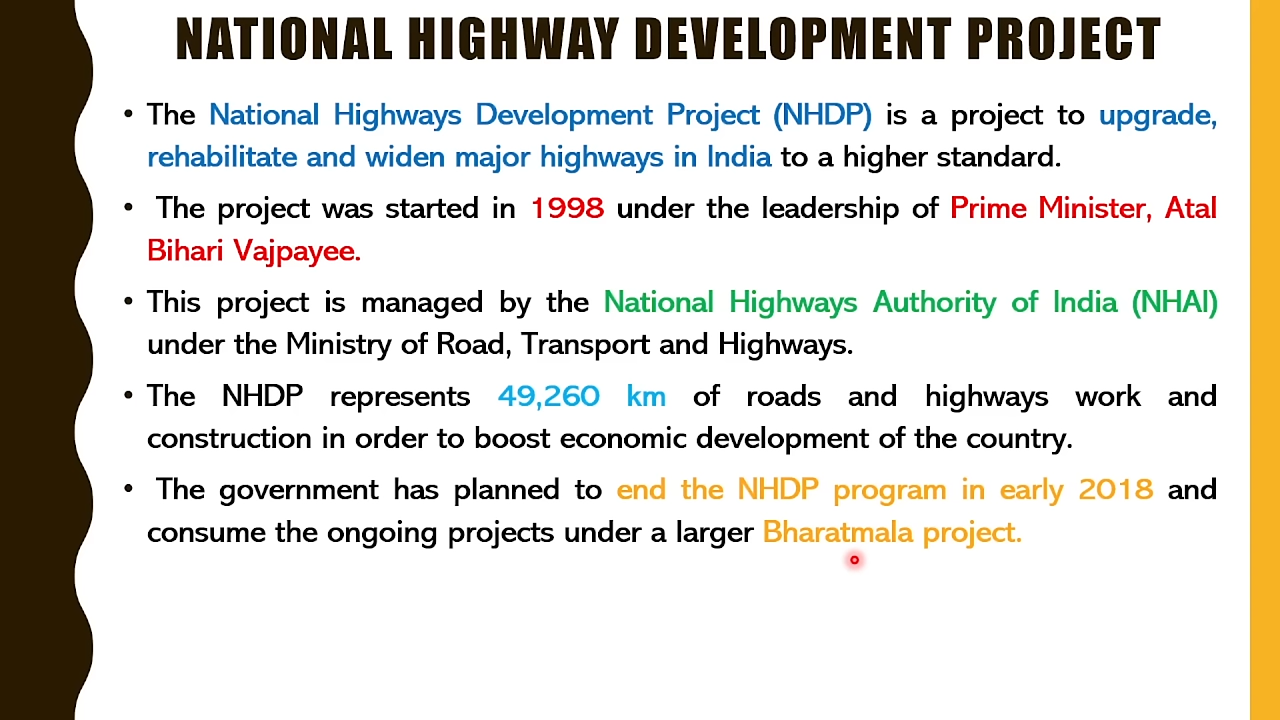 NATIONAL HIGHWAY DEVELOPMENT PROJECT
• The National Highways Development Project (NHDP) is a project to upgrade,
rehabilitate and widen major highways in India to a higher standard.
• The project was started in 1998 under the leadership of Prime Minister, Atal
Bihari Vajpayee.
• This project is managed by the National Highways Authority of India (NHAI)
under the Ministry of Road, Transport and Highways.
• The NHDP represents 49,260 km of roads and highways work and
construction in order to boost economic development of the country.
• The government has planned to end the NHDP program in early 2018 and
consume the ongoing projects under a larger Bharatmala project.